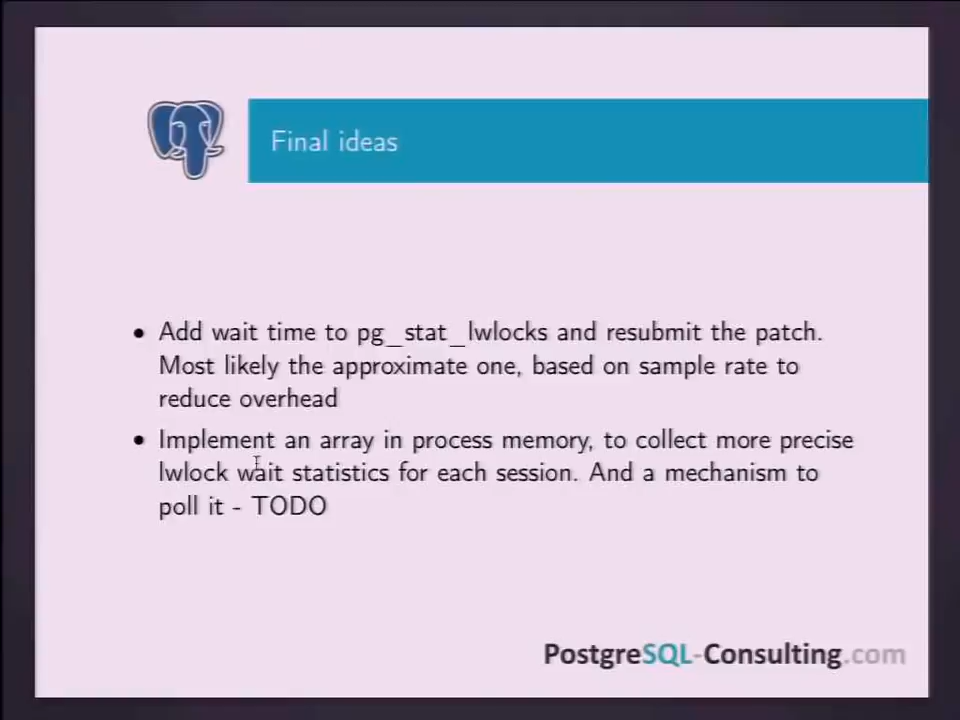 Final ideas
• Add wait time to pg_stat_lwlocks and resubmit the patch.
Most likely the approximate one, based on sample rate to
reduce overhead
• Implement an array in process memory, to collect more precise
lwlock wait statistics for each session. And a mechanism to
poll it - TODO
PostgreSQL-Consulting.com